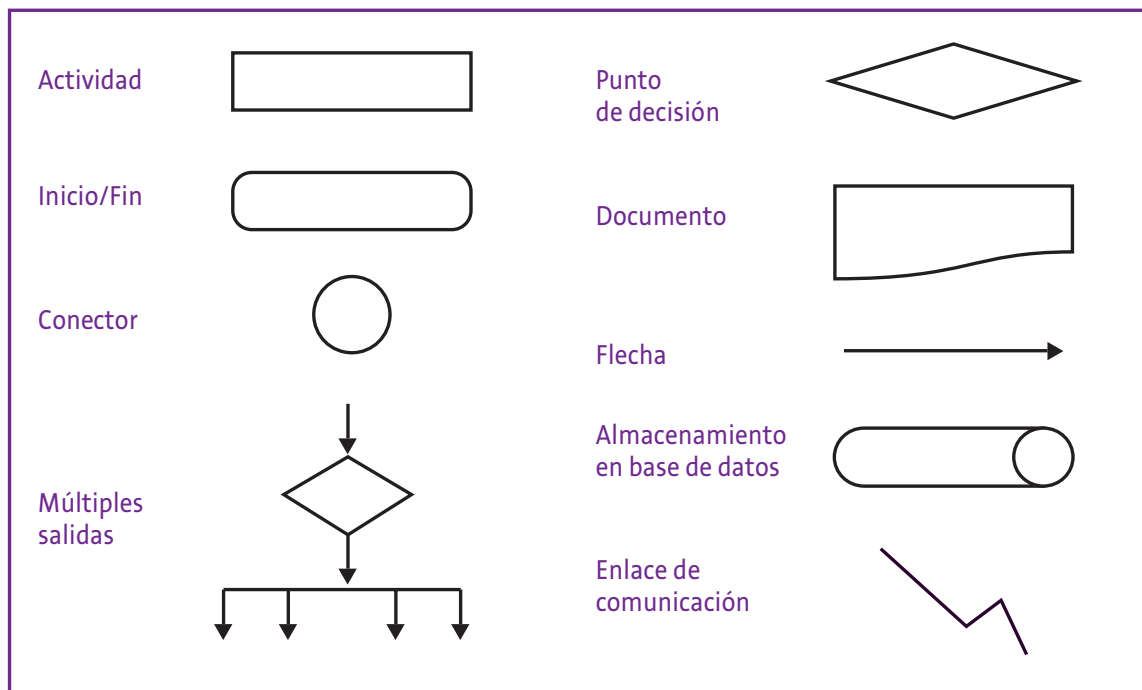 Actividad
Inicio/Fin
Conector
Múltiples
salidas
Punto
de decisión
Documento
Flecha
Almacenamiento
en base de datos
Enlace de
comunicación